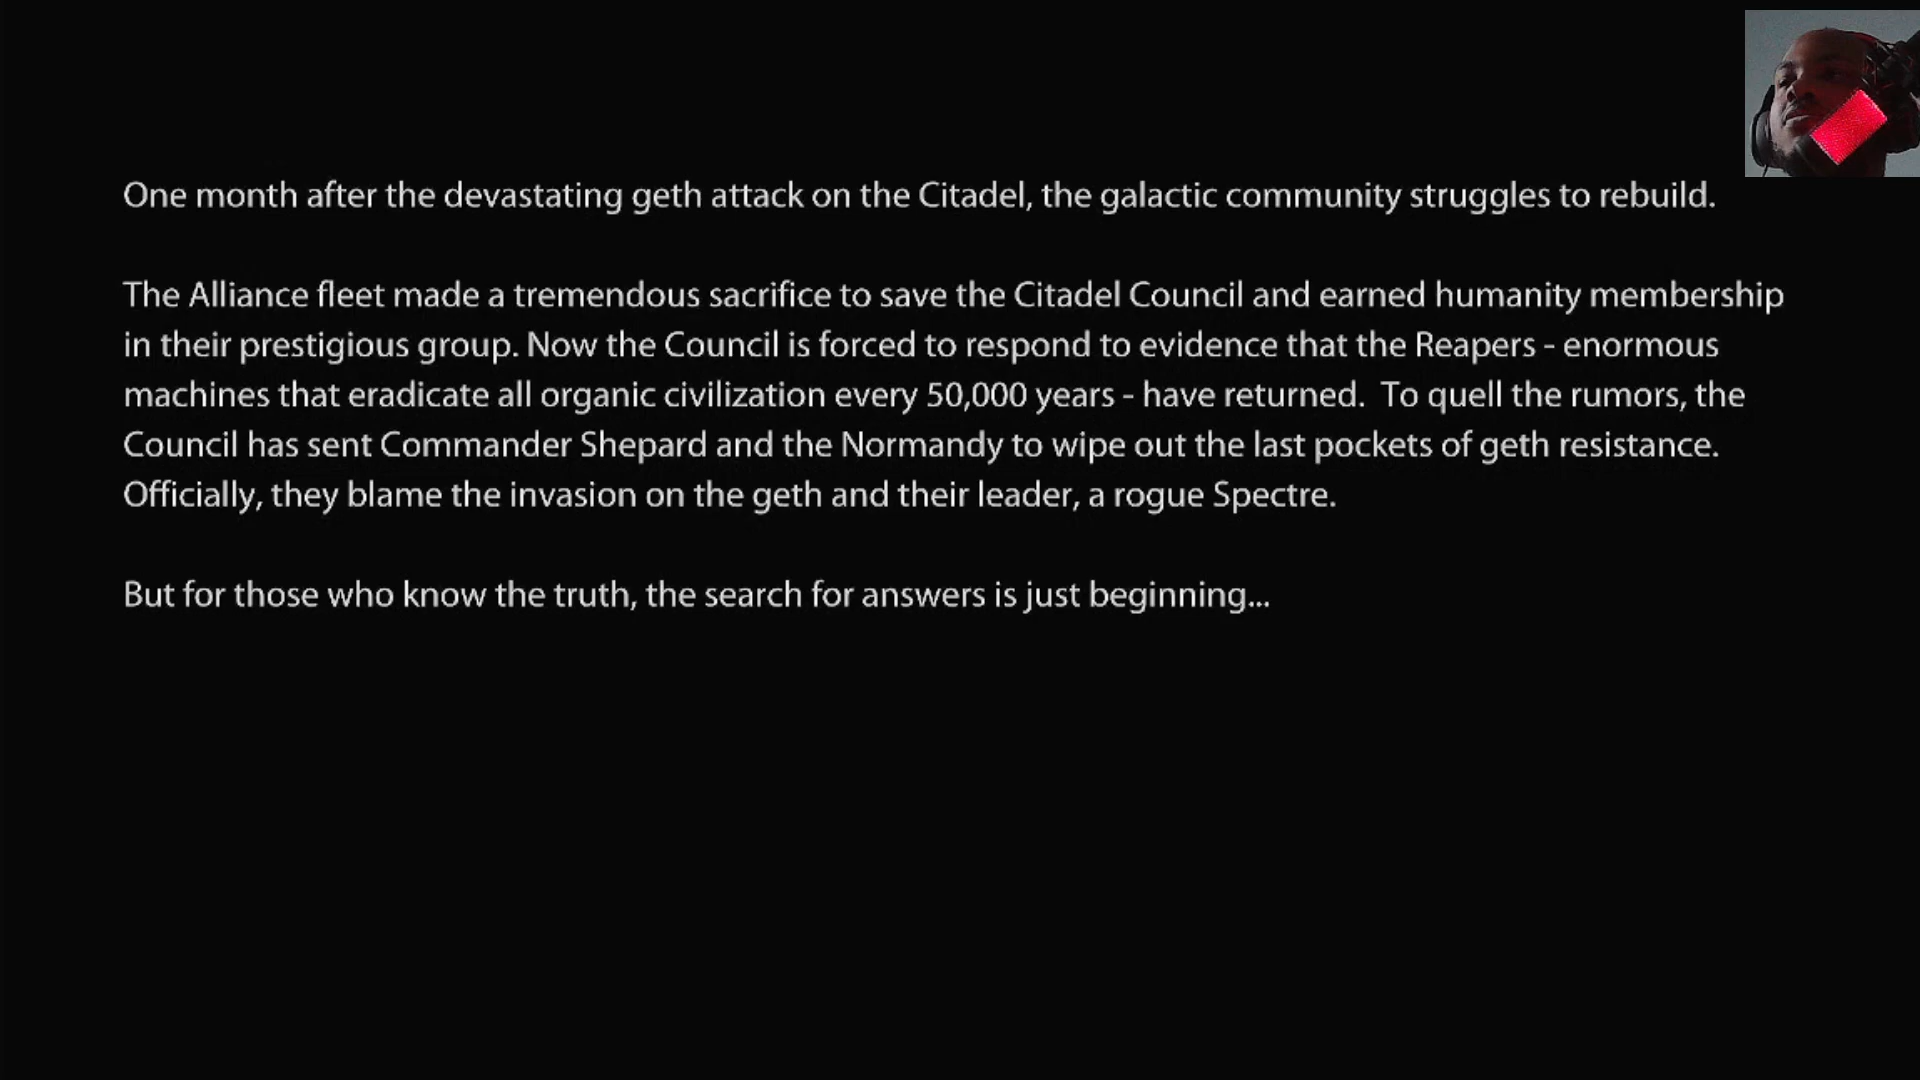 One month after the devastating geth attack on the Citadel, the galactic community struggles to rebuild.
The Alliance fleet made a tremendous sacrifice to save the Citadel Council and earned humanity membership
in their prestigious group. Now the Council is forced to respond to evidence that the Reapers - enormous
machines that eradicate all organic civilization every 50,000 years - have returned.  To quell the rumors, the
Council has sent Commander Shepard and the Normandy to wipe out the last pockets of geth resistance.
Officially, they blame the invasion on the geth and their leader, a rogue Spectre.
But for those who know the truth, the search for answers is just beginning...